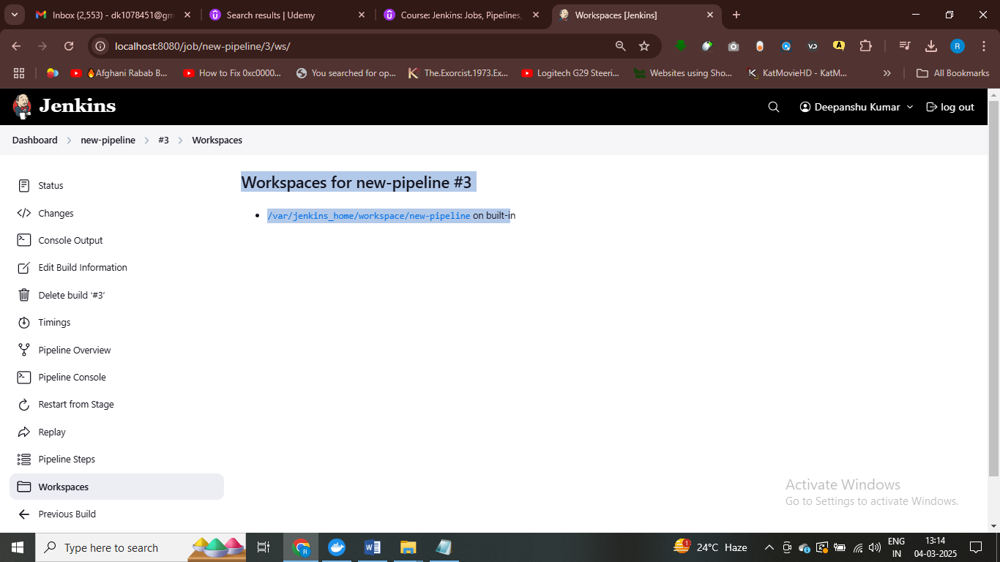 Inbox (2,553) - dk1078451@gm
Search results | Udemy
Course: Jenkins: Jobs, Pipelines,
Workspaces [Jenkins]
localhost:8080/job/new-pipeline/3/ws/
R
Afghani Rabab B...
How to Fix 0xc0000...
You searched for op...
The.Exorcist.1973.Ex...
Logitech G29 Steeri...
Websites using Sho...
KatMovieHD - KatM...
All Bookmarks
Jenkins
Deepanshu Kumar
log out
Dashboard
new-pipeline
#3
Workspaces
Status
Changes
Console Output
Edit Build Information
Delete build ‘#3’
Timings
Pipeline Overview
Pipeline Console
Restart from Stage
Replay
Pipeline Steps
Workspaces
Previous Build
Workspaces for new-pipeline #3
/var/jenkins_home/workspace/new-pipeline on built-in
Activate Windows
Go to Settings to activate Windows.
Type here to search
24°C Haze
ENG
IN
13:14
04-03-2025